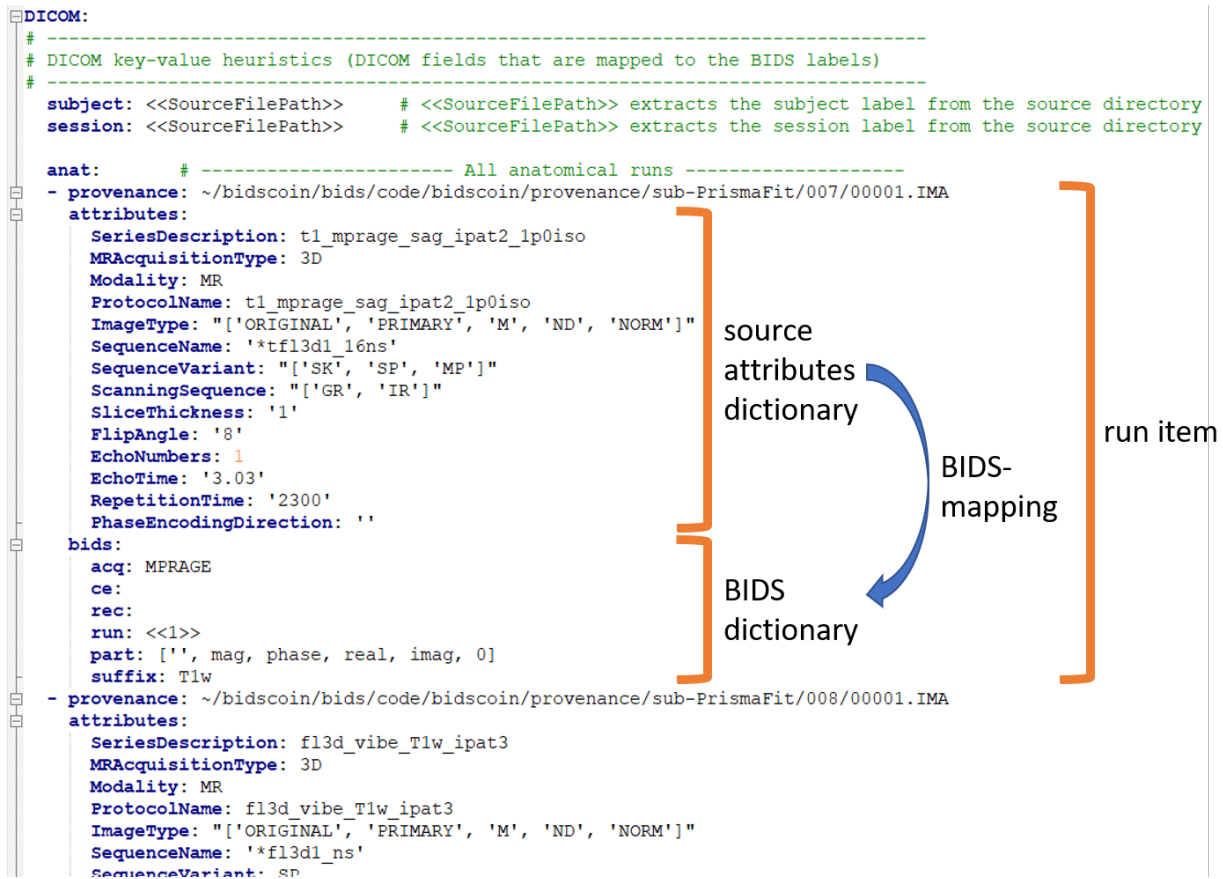 DICOM:
# --------------------------------------------------------------------------------
# DICOM key-value heuristics (DICOM fields that are mapped to the BIDS labels)
# --------------------------------------------------------------------------------
subject: <<SourceFilePath>> # <<SourceFilePath>> extracts the subject label from the source directory
session: <<SourceFilePath>> # <<SourceFilePath>> extracts the session label from the source directory
anat: # ----------------------- All anatomical runs --------------------
- provenance: ~/bidscoin/bids/code/bidscoin/provenance/sub-PrismaFit/007/00001.IMA
attributes:
SeriesDescription: t1_mprage_sag_ipat2_1p0iso
MRAcquisitionType: 3D
Modality: MR
ProtocolName: t1_mprage_sag_ipat2_1p0iso
ImageType: "['ORIGINAL', 'PRIMARY', 'M', 'ND', 'NORM']"
SequenceName: '*tfl3d1_16ns'
SequenceVariant: "['SK', 'SP', 'MP']"
ScanningSequence: "['GR', 'IR']"
SliceThickness: '1'
FlipAngle: '8'
EchoNumbers: 1
EchoTime: '3.03'
RepetitionTime: '2300'
PhaseEncodingDirection: ''
source
attributes
dictionary
bids:
acq: MPRAGE
ce:
rec:
run: <<1>>
part: ['', mag, phase, real, imag, 0]
suffix: T1w
BIDS
dictionary
BIDS-
mapping
run item
- provenance: ~/bidscoin/bids/code/bidscoin/provenance/sub-PrismaFit/008/00001.IMA
attributes:
SeriesDescription: fl3d_vibe_T1w_ipat3
MRAcquisitionType: 3D
Modality: MR
ProtocolName: fl3d_vibe_T1w_ipat3
ImageType: "['ORIGINAL', 'PRIMARY', 'M', 'ND', 'NORM']"
SequenceName: '*fl3d1_ns'
SequenceVariant: SP